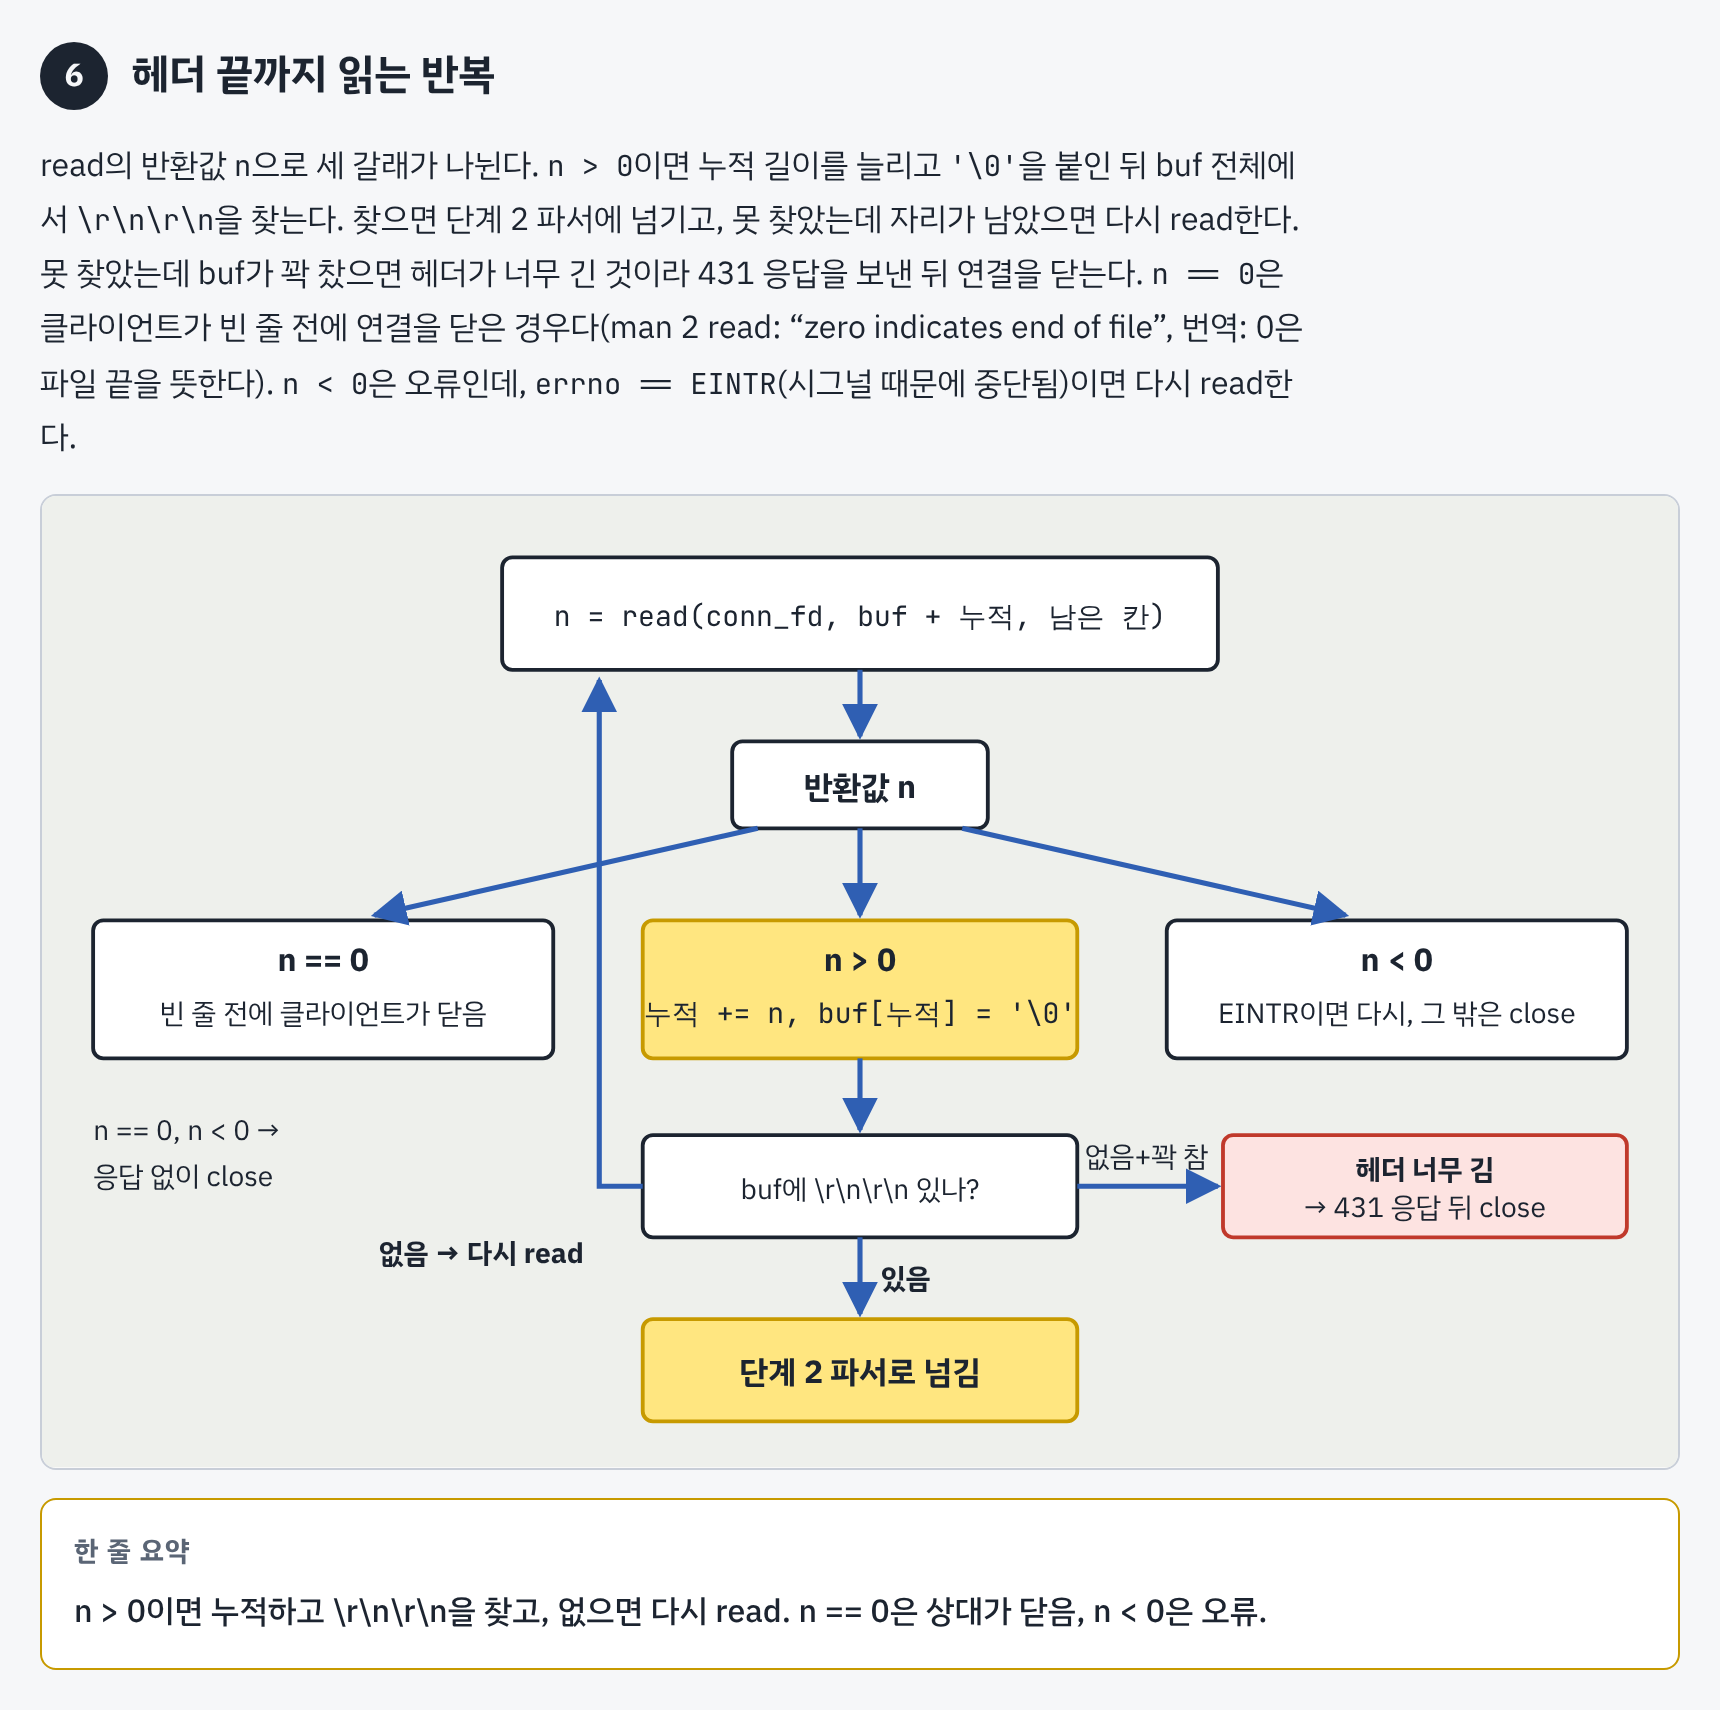 6 헤더 끝까지 읽는 반복
read의 반환값 n으로 세 갈래가 나뉜다. n > 0이면 누적 길이를 늘리고 '\0'을 붙인 뒤 buf 전체에
서 \r\n\r\n을 찾는다. 찾으면 단계 2 파서에 넘기고, 못 찾았는데 자리가 남았으면 다시 read한다.
못 찾았는데 buf가 꽉 찼으면 헤더가 너무 긴 것이라 431 응답을 보낸 뒤 연결을 닫는다. n == 0은
클라이언트가 빈 줄 전에 연결을 닫은 경우다(man 2 read: “zero indicates end of file”, 번역: 0은
파일 끝을 뜻한다). n < 0은 오류인데, errno == EINTR(시그널 때문에 중단됨)이면 다시 read한
다.
n = read(conn_fd, buf + 누적, 남은 칸)
반환값 n
n == 0
빈 줄 전에 클라이언트가 닫음
n > 0
누적 += n, buf[누적] = '\0'
n < 0
EINTR이면 다시, 그 밖은 close
n == 0, n < 0 →
응답 없이 close
buf에 \r\n\r\n 있나?
없음+꽉 참
헤더 너무 김
→ 431 응답 뒤 close
없음 → 다시 read
있음
단계 2 파서로 넘김
한 줄 요약
n > 0이면 누적하고 \r\n\r\n을 찾고, 없으면 다시 read. n == 0은 상대가 닫음, n < 0은 오류.